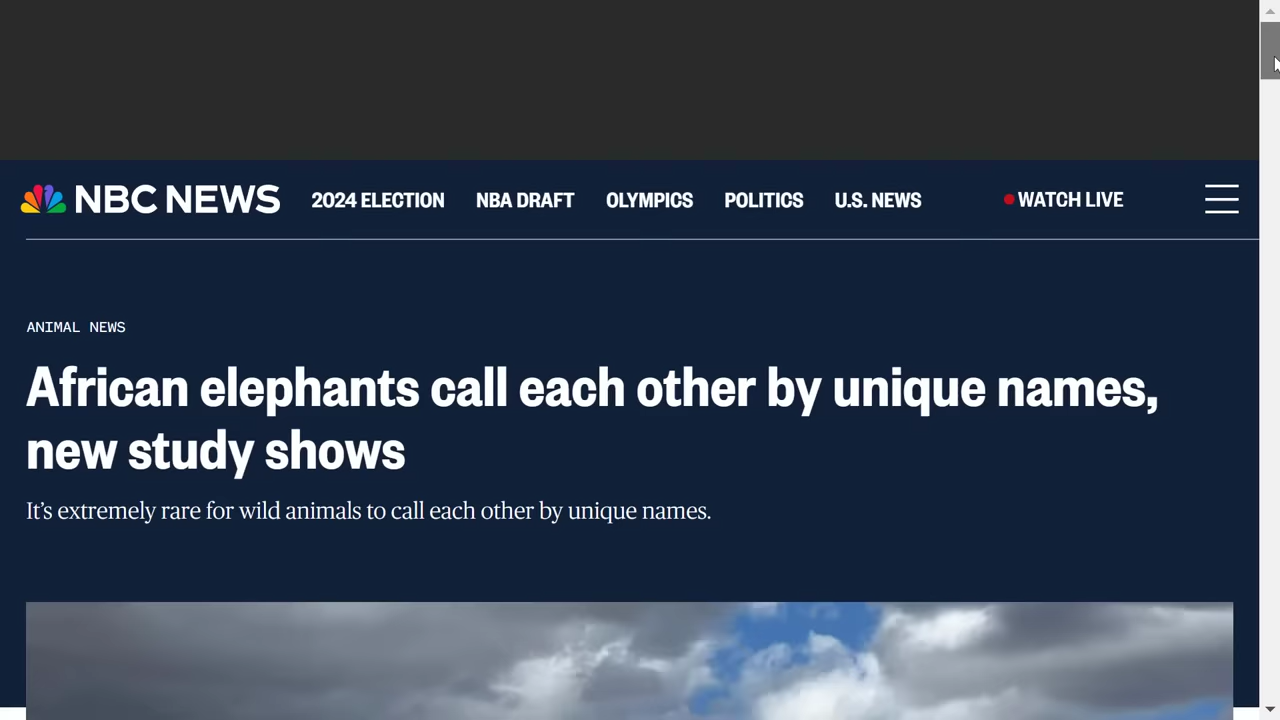 NBC NEWS 2024 ELECTION NBA DRAFT OLYMPICS POLITICS U.S. NEWS WATCH LIVE
ANIMAL NEWS
African elephants call each other by unique names,
new study shows
It’s extremely rare for wild animals to call each other by unique names.